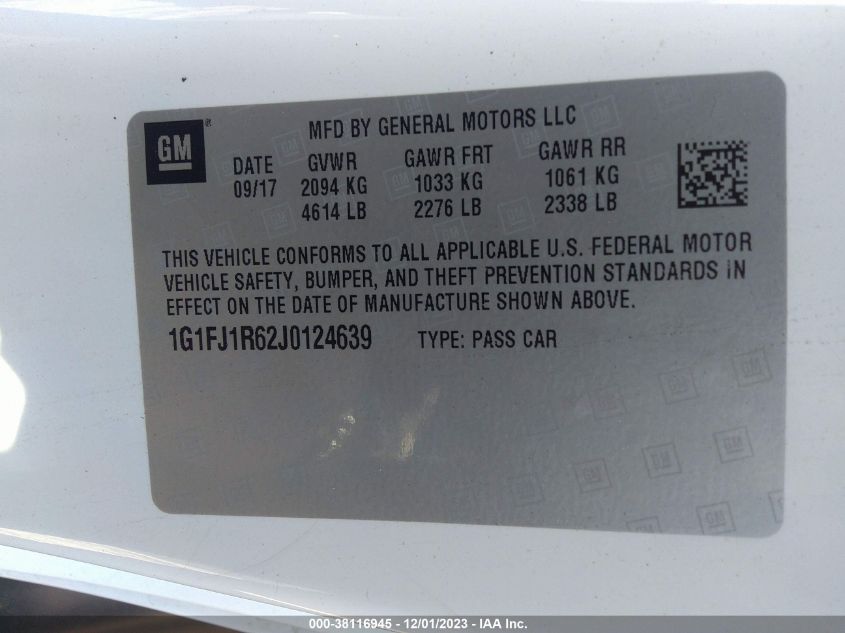 GM ®
MFD BY GENERAL MOTORS LLC
DATE GVWR GAWR FRT GAWR RR
09/17 2094 KG 1033 KG 1061 KG
4614 LB 2276 LB 2338 LB
THIS VEHICLE CONFORMS TO ALL APPLICABLE U.S. FEDERAL MOTOR
VEHICLE SAFETY, BUMPER, AND THEFT PREVENTION STANDARDS IN
EFFECT ON THE DATE OF MANUFACTURE SHOWN ABOVE.
1G1FJ1R62J0124639 TYPE: PASS CAR
000-38116945 - 12/01/2023 - IAAI.com